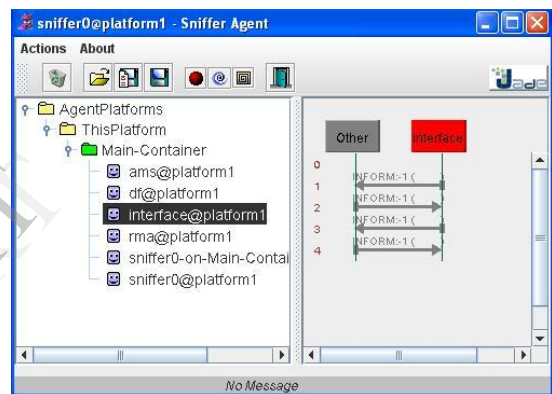 sniffer0@platform1 - Sniffer Agent
Actions About
Jade
AgentPlatforms
ThisPlatform
Main-Container
ams@platform1
df@platform1
interface@platform1
rma@platform1
sniffer0-on-Main-Contai
sniffer0@platform1
Other interface
0
1 INFORM:-1 ( )
2 INFORM:-1 ( )
3 INFORM:-1 ( )
4 INFORM:-1 ( )
No Message